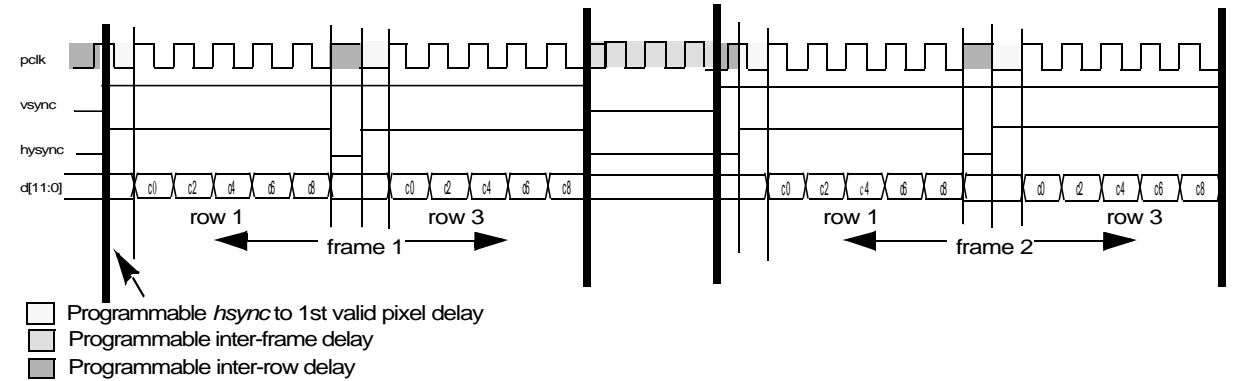 pclk
vsync
hysync
d[11:0]
c0 c2 c4 c6 c8 c0 c2 c4 c6 c8 c0 c2 c4 c6 c8 c0 c2 c4 c6 c8
row 1 row 3 row 1 row 3
frame 1 frame 2
Programmable hsync to 1st valid pixel delay
Programmable inter-frame delay
Programmable inter-row delay